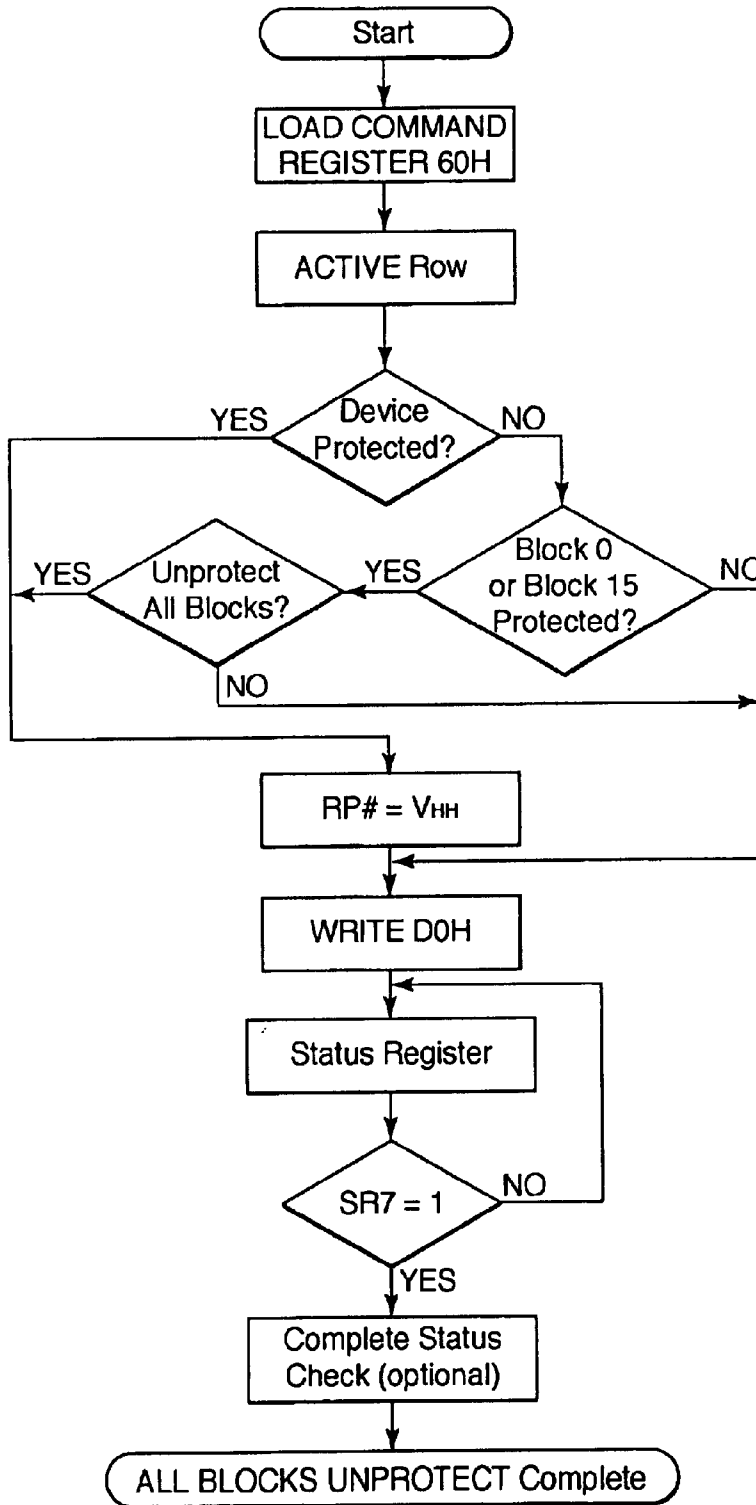 Start
LOAD COMMAND
REGISTER 60H
ACTIVE Row
YES
Device
Protected?
NO
YES
Unprotect
All Blocks?
YES
Block 0
or Block 15
Protected?
NO
NO
RP# = VHH
WRITE D0H
Status Register
SR7 = 1
NO
YES
Complete Status
Check (optional)
ALL BLOCKS UNPROTECT Complete